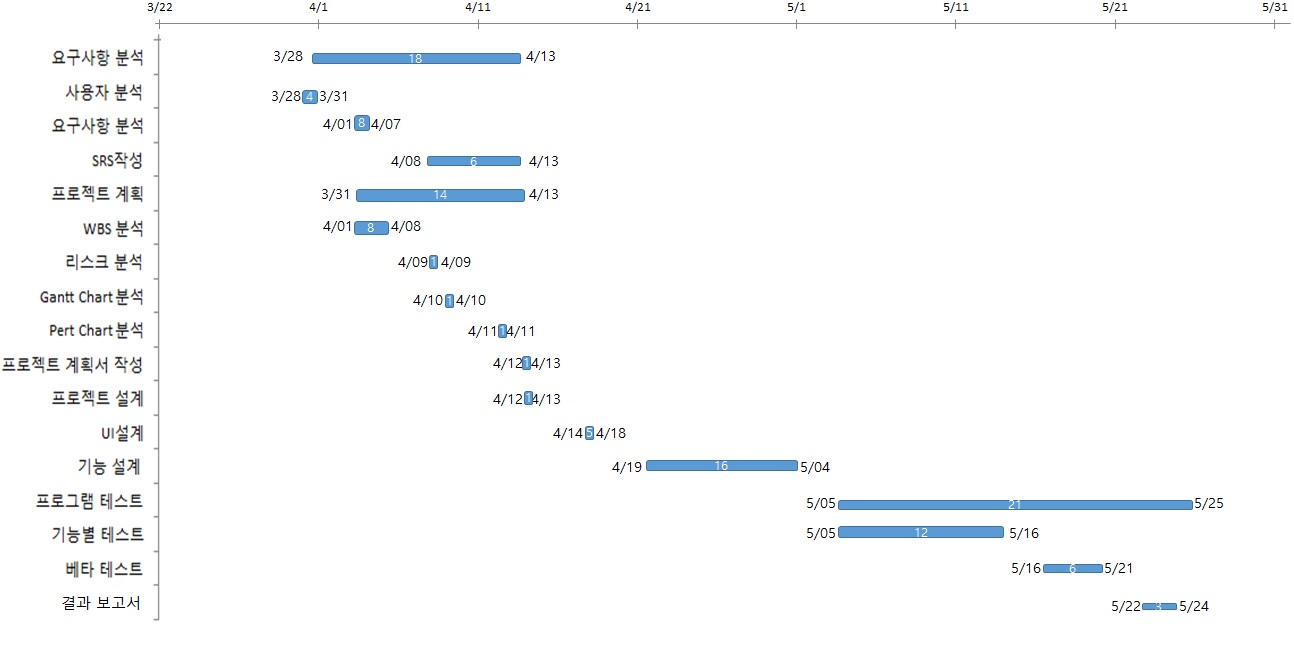 3/22 4/1 4/11 4/21 5/1 5/11 5/21 5/31
요구사항 분석 3/28 18 4/13
사용자 분석 3/28 4 3/31
요구사항 분석 4/01 8 4/07
SRS작성 4/08 6 4/13
프로젝트 계획 3/31 14 4/13
WBS 분석 4/01 8 4/08
리스크 분석 4/09 1 4/09
Gantt Chart 분석 4/10 1 4/10
Pert Chart 분석 4/11 1 4/11
프로젝트 계획서 작성 4/12 1 4/13
프로젝트 설계 4/12 1 4/13
UI설계 4/14 5 4/18
기능 설계 4/19 16 5/04
프로그램 테스트 5/05 21 5/25
기능별 테스트 5/05 12 5/16
베타 테스트 5/16 6 5/21
결과 보고서 5/22 3 5/24